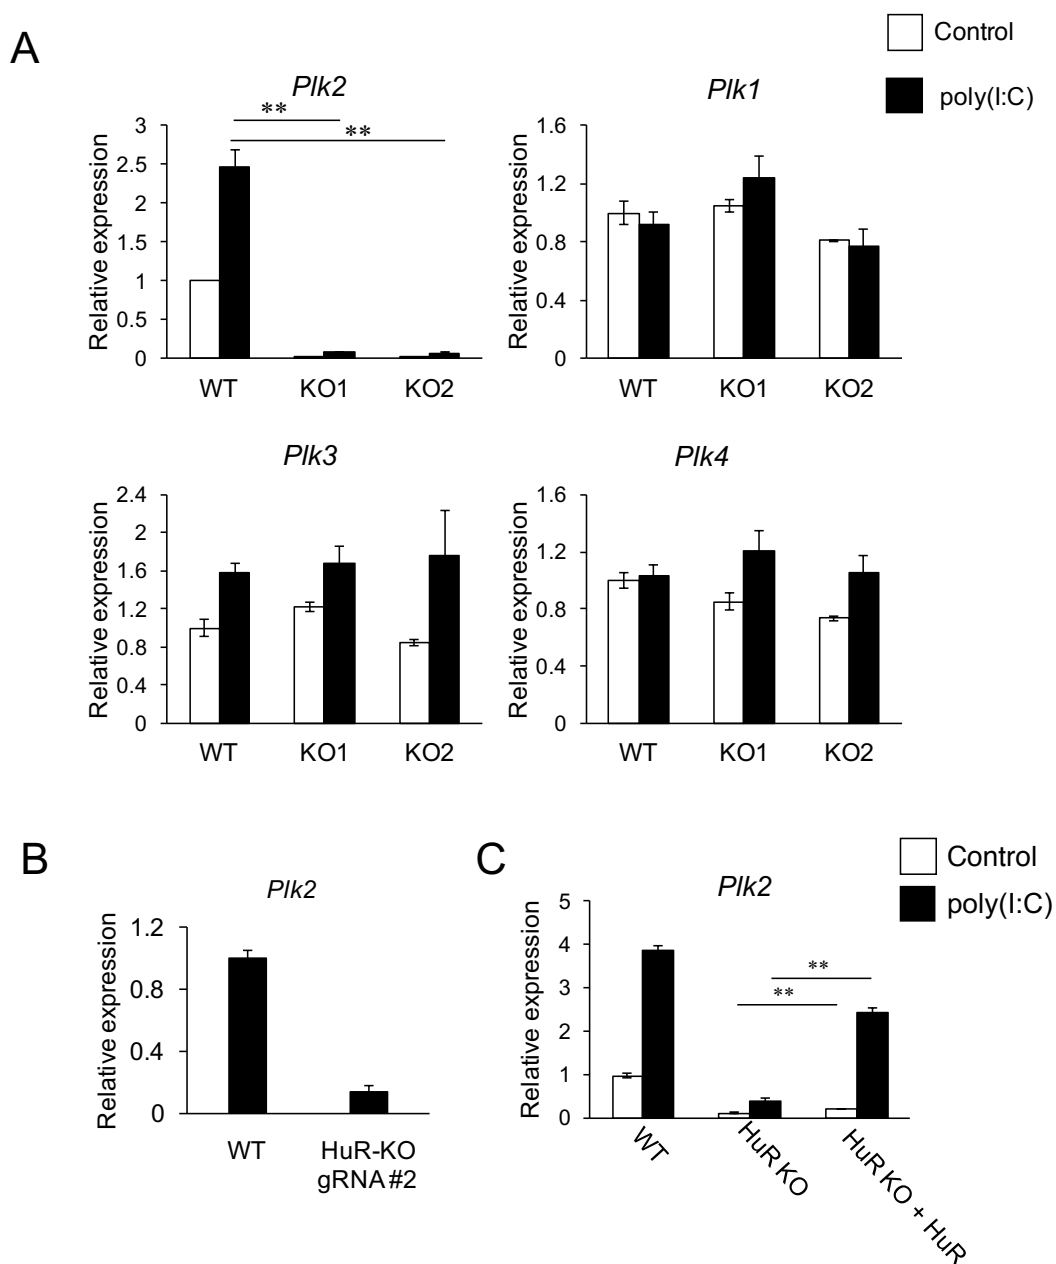 A
Control
poly(I:C)
Plk2
**
**
Relative expression
3
2.5
2
1.5
1
0.5
0
WT KO1 KO2
Plk1
Relative expression
1.6
1.2
0.8
0.4
0
WT KO1 KO2
Plk3
Relative expression
2.4
2
1.6
1.2
0.8
0.4
0
WT KO1 KO2
Plk4
Relative expression
1.6
1.2
0.8
0.4
0
WT KO1 KO2
B
Plk2
Relative expression
1.2
0.8
0.4
0
WT HuR-KO
gRNA #2
C
Control
poly(I:C)
Plk2
Relative expression
5
4
3
2
1
0
**
**
WT
HuR KO
HuR KO + HuR